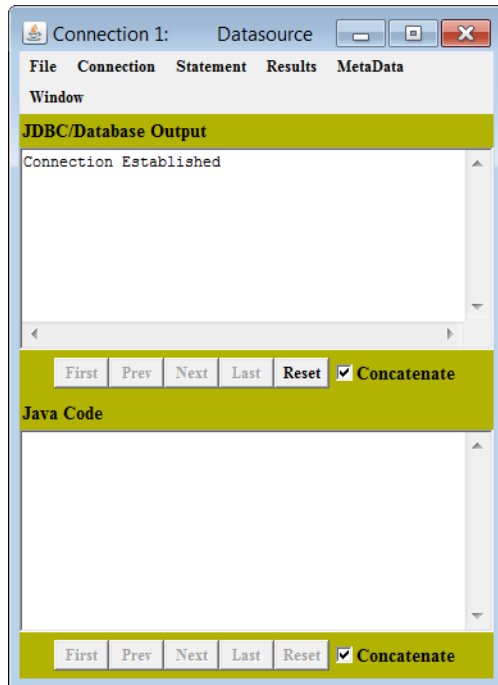 Connection 1: Datasource
File Connection Statement Results MetaData
Window
JDBC/Database Output
Connection Established
First Prev Next Last Reset Concatenate
Java Code
First Prev Next Last Reset Concatenate